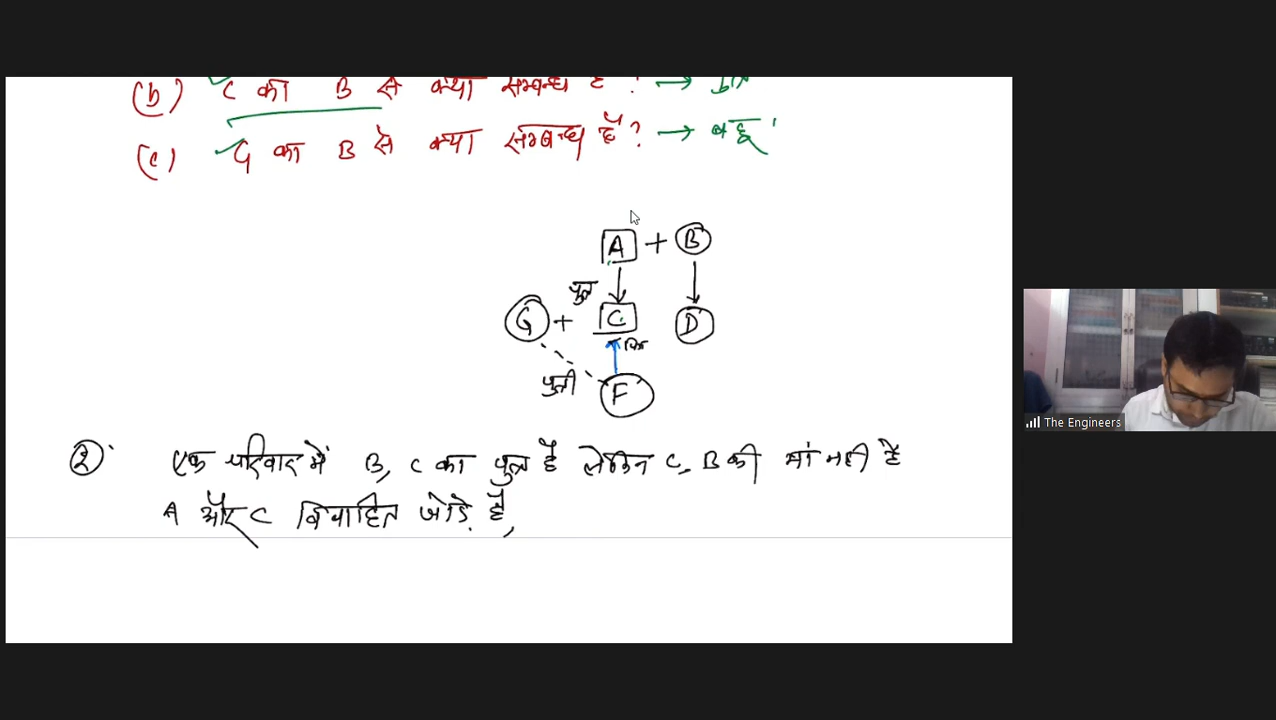 (b) C का B से क्या सम्बन्ध है ? →
(c) G का B से क्या सम्बन्ध है ? → बहू
A + B
पुत्र
G + C D
पुत्री F
The Engineers
2 एक परिवार में B, C का पुत्र है लेकिन C, B की मां नही है
A और C विवाहित जोड़े है,